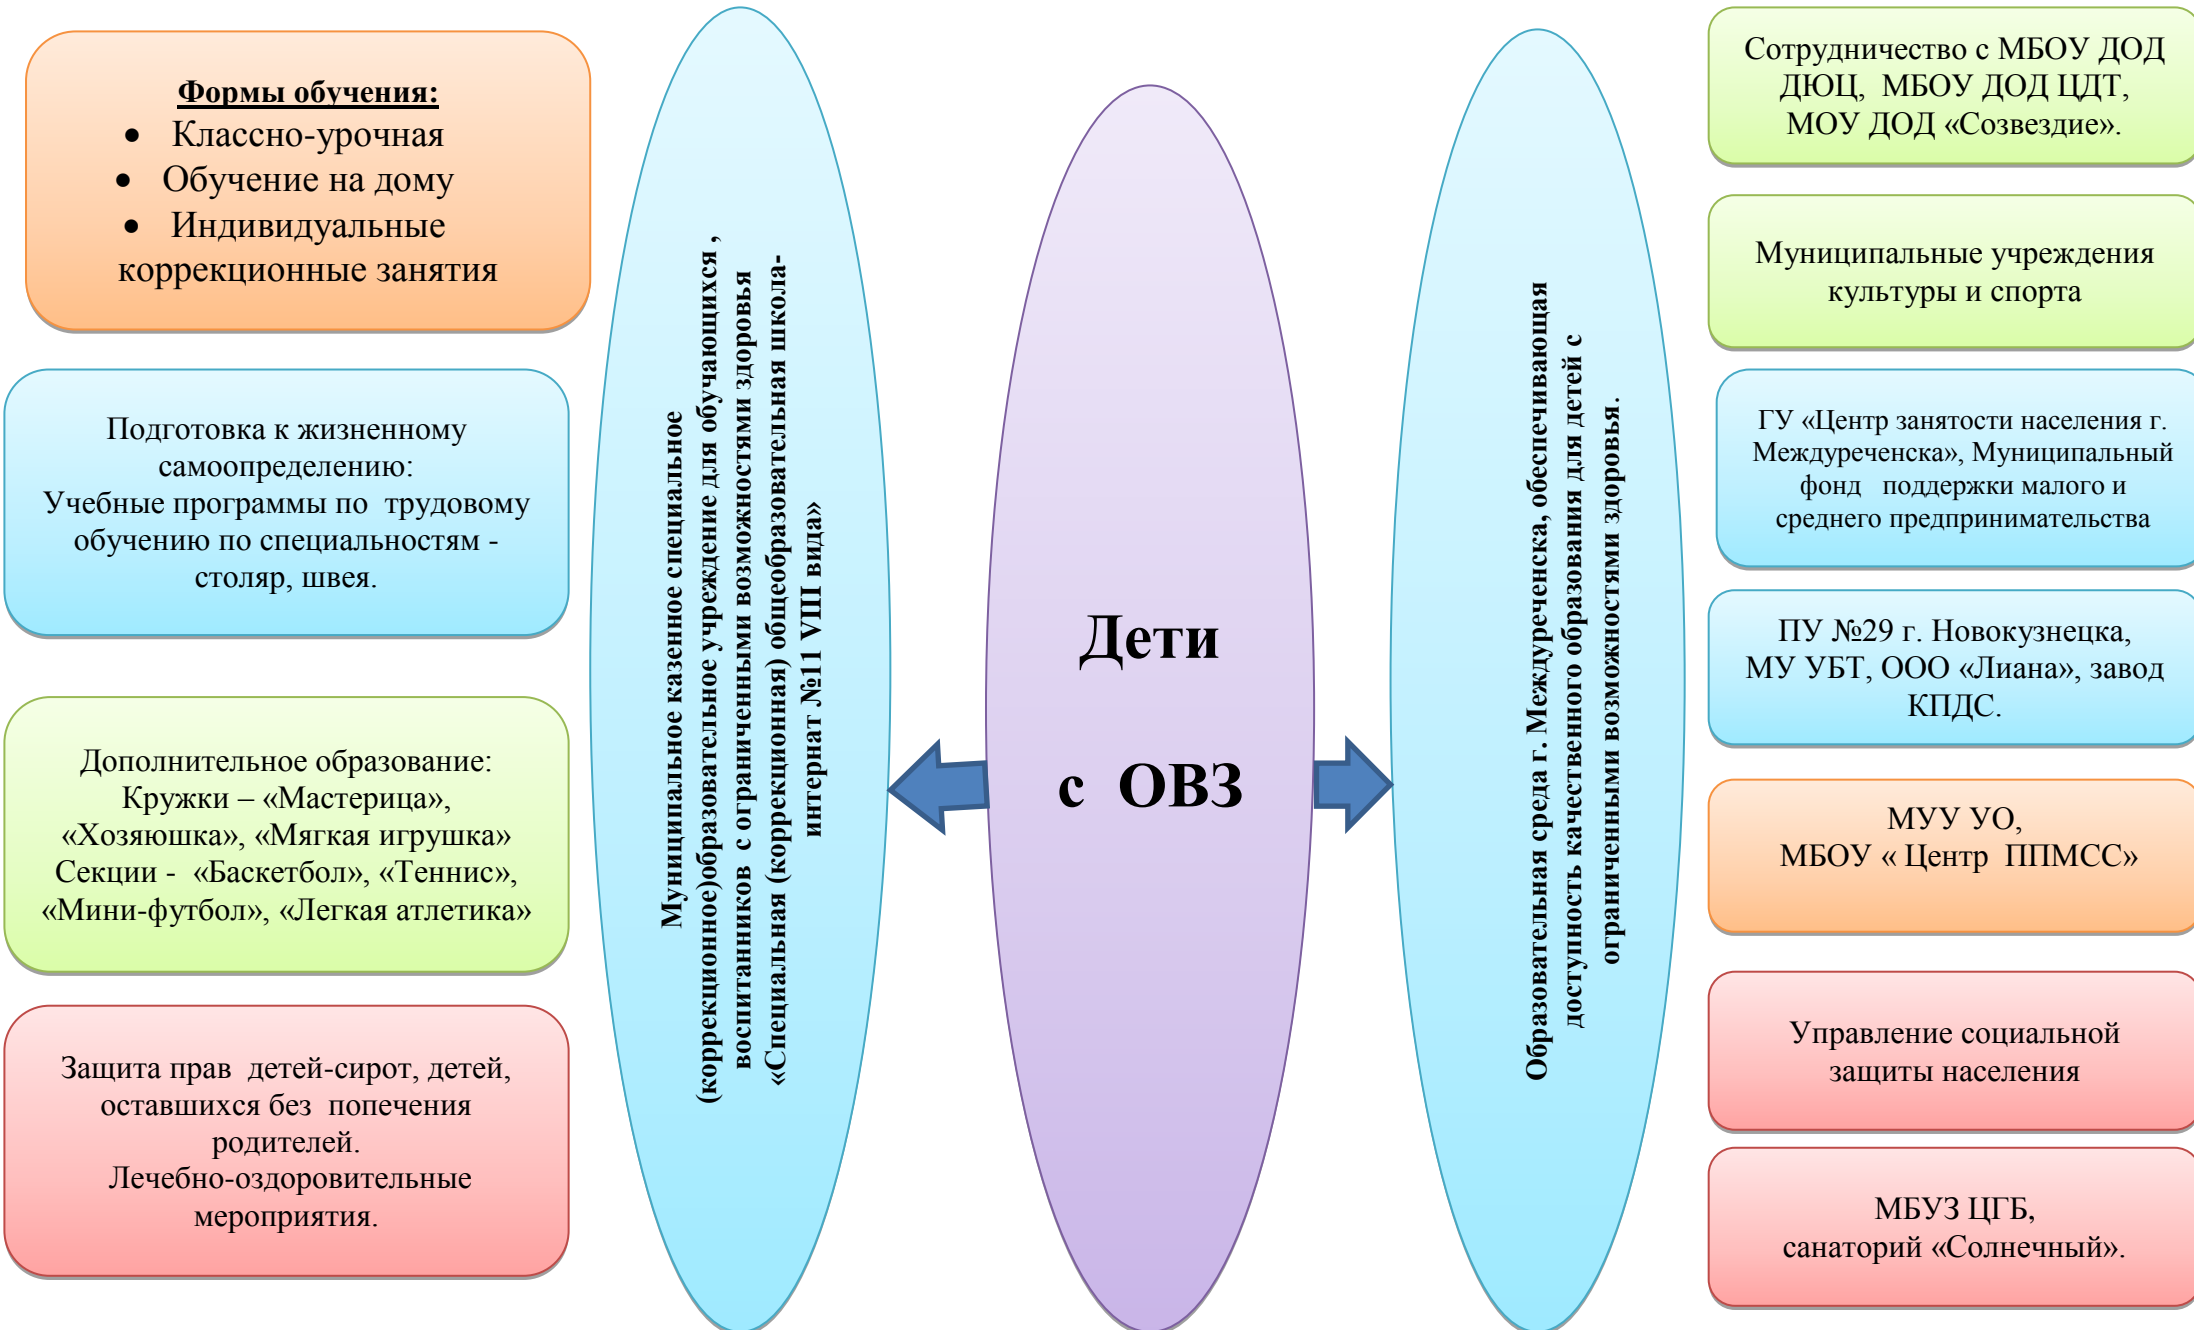 Формы обучения:
• Классно-урочная
• Обучение на дому
• Индивидуальные
коррекционные занятия
Подготовка к жизненному
самоопределению:
Учебные программы по трудовому
обучению по специальностям -
столяр, швея.
Дополнительное образование:
Кружки – «Мастерица»,
«Хозяюшка», «Мягкая игрушка»
Секции - «Баскетбол», «Теннис»,
«Мини-футбол», «Легкая атлетика»
Защита прав детей-сирот, детей,
оставшихся без попечения
родителей.
Лечебно-оздоровительные
мероприятия.
Муниципальное казенное специальное
(коррекционное)образовательное учреждение для обучающихся ,
воспитанников с ограниченными возможностями здоровья
«Специальная (коррекционная) общеобразовательная школа-
интернат №11 VIII вида»
Дети
с ОВЗ
Образовательная среда г. Междуреченска, обеспечивающая
доступность качественного образования для детей с
ограниченными возможностями здоровья.
Сотрудничество с МБОУ ДОД
ДЮЦ, МБОУ ДОД ЦДТ,
МОУ ДОД «Созвездие».
Муниципальные учреждения
культуры и спорта
ГУ «Центр занятости населения г.
Междуреченска», Муниципальный
фонд поддержки малого и
среднего предпринимательства
ПУ №29 г. Новокузнецка,
МУ УБТ, ООО «Лиана», завод
КПДС.
МУУ УО,
МБОУ « Центр ППМСС»
Управление социальной
защиты населения
МБУЗ ЦГБ,
санаторий «Солнечный».